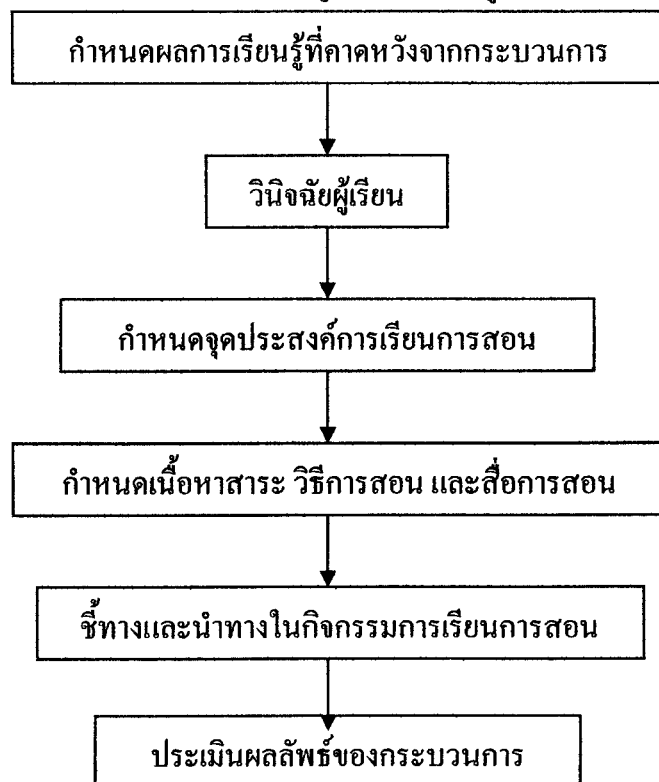 กำหนดผลการเรียนรู้ที่คาดหวังจากกระบวนการ
วินิจฉัยผู้เรียน
กำหนดจุดประสงค์การเรียนการสอน
กำหนดเนื้อหาสาระ วิธีการสอน และสื่อการสอน
ชี้ทางและนำทางในกิจกรรมการเรียนการสอน
ประเมินผลลัพธ์ของกระบวนการ